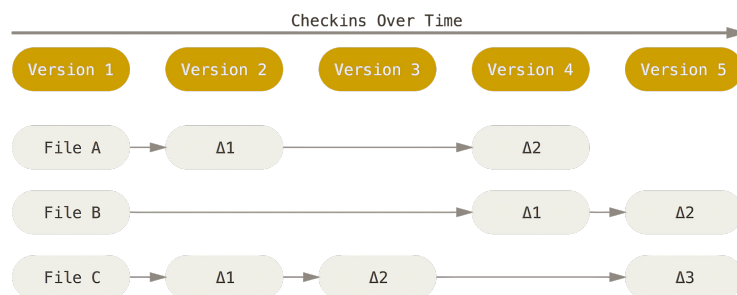 Checkins Over Time
Version 1 Version 2 Version 3 Version 4 Version 5
File A Δ1 Δ2
File B Δ1 Δ2
File C Δ1 Δ2 Δ3